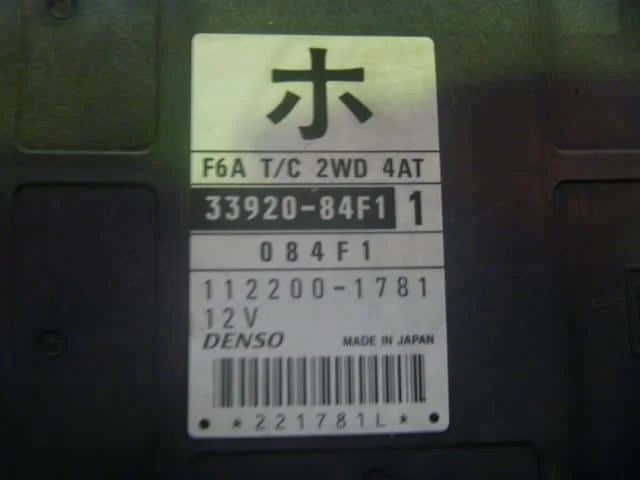 ホ
F6A T/C 2WD 4AT
33920-84F1 1
084F1
112200-1781
12V
DENSO MADE IN JAPAN
*221781L*